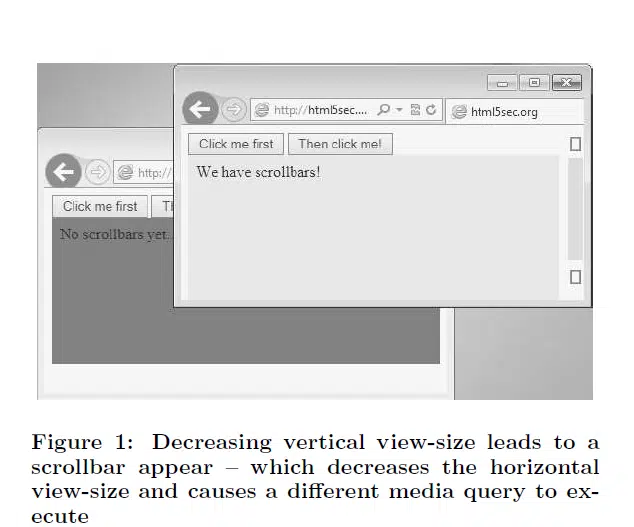 http://html5sec....
html5sec.org
Click me first
Then click me!
We have scrollbars!
http://
Click me first
No scrollbars yet..
Figure 1: Decreasing vertical view-size leads to a
scrollbar appear – which decreases the horizontal
view-size and causes a different media query to ex-
ecute